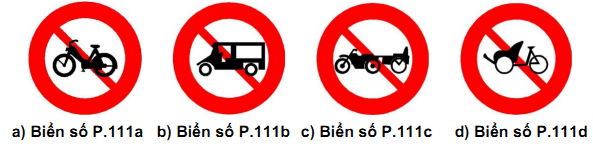 a) Biển số P.111a b) Biển số P.111b c) Biển số P.111c d) Biển số P.111d